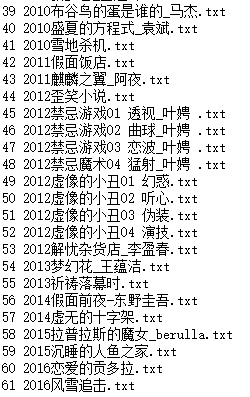 39 2010布谷鸟的蛋是谁的_马杰.txt
40 2010盛夏的方程式_袁斌.txt
41 2010雪地杀机.txt
42 2011假面饭店.txt
43 2011麒麟之翼_阿夜.txt
44 2012歪笑小说.txt
45 2012禁忌游戏01 透视_叶娉 .txt
46 2012禁忌游戏02 曲球_叶娉 .txt
47 2012禁忌游戏03 恋波_叶娉 .txt
48 2012禁忌魔术04 猛射_叶娉 .txt
49 2012虚像的小丑01 幻惑.txt
50 2012虚像的小丑02 听心.txt
51 2012虚像的小丑03 伪装.txt
52 2012虚像的小丑04 演技.txt
53 2012解忧杂货店_李盈春.txt
54 2013梦幻花_王蕴洁.txt
55 2013祈祷落幕时.txt
56 2014假面前夜-东野圭吾.txt
57 2014虚无的十字架.txt
58 2015拉普拉斯的魔女_berulla.txt
59 2015沉睡的人鱼之家.txt
60 2016恋爱的贡多拉.txt
61 2016风雪追击.txt